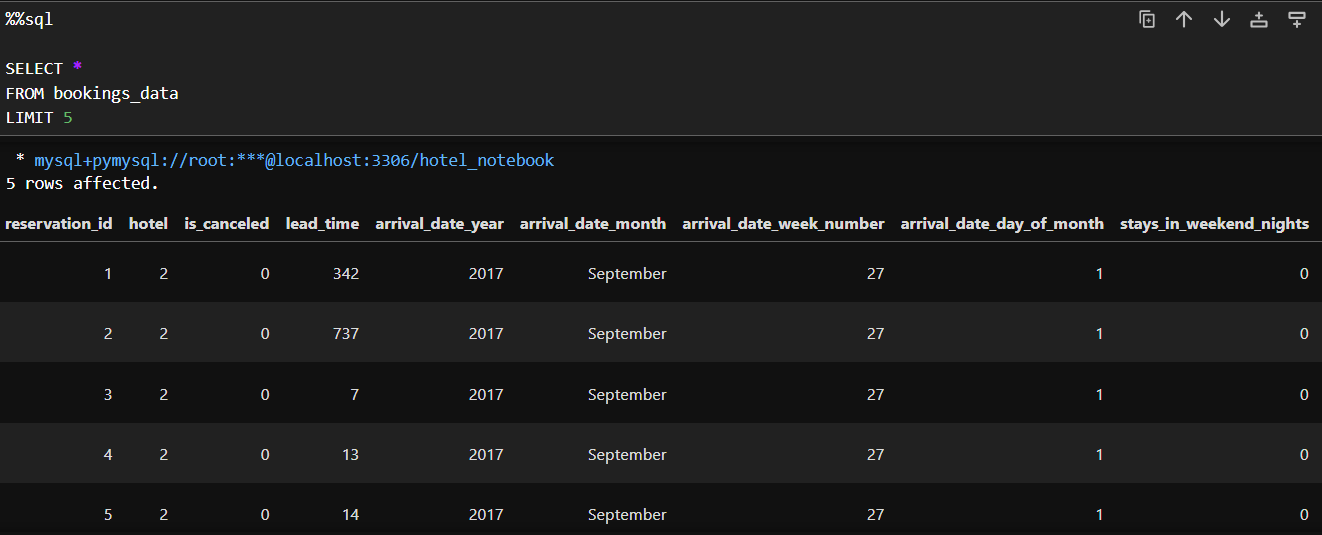 %%sql
SELECT *
FROM bookings_data
LIMIT 5
* mysql+pymysql://root:***@localhost:3306/hotel_notebook
5 rows affected.
reservation_id hotel is_canceled lead_time arrival_date_year arrival_date_month arrival_date_week_number arrival_date_day_of_month stays_in_weekend_nights
1 2 0 342 2017 September 27 1 0
2 2 0 737 2017 September 27 1 0
3 2 0 7 2017 September 27 1 0
4 2 0 13 2017 September 27 1 0
5 2 0 14 2017 September 27 1 0